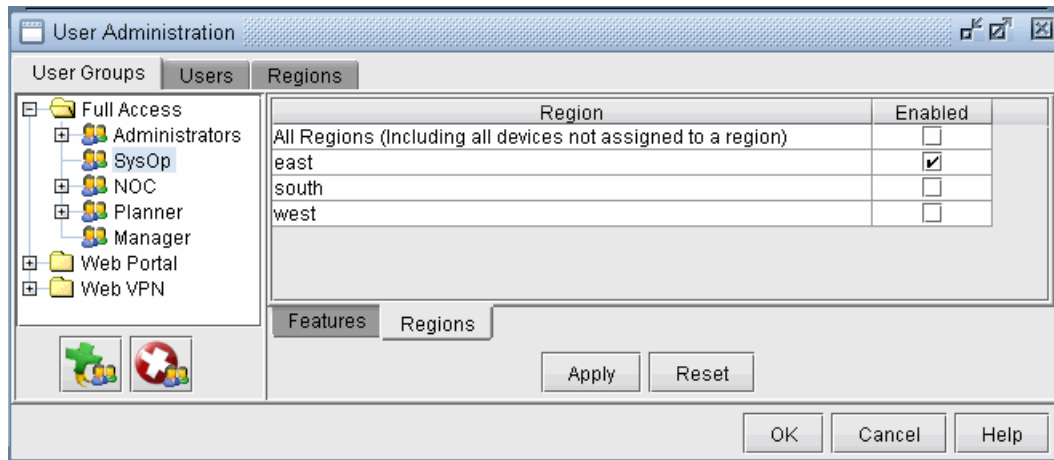 User Administration
User Groups Users Regions
Full Access
Administrators
SysOp
NOC
Planner
Manager
Web Portal
Web VPN
Region Enabled
All Regions (Including all devices not assigned to a region)
east
south
west
Features Regions
Apply Reset
OK Cancel Help